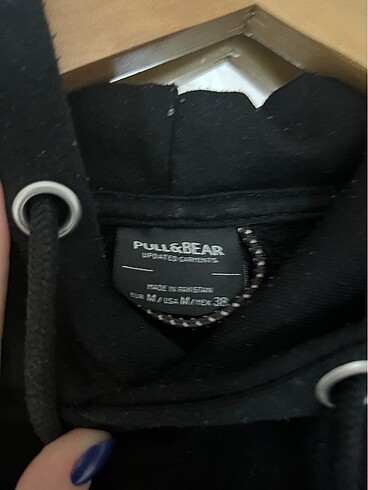 PULL&BEAR
UPDATED GARMENTS
MADE IN PAKISTAN
EUR M / USA M / MEX 38